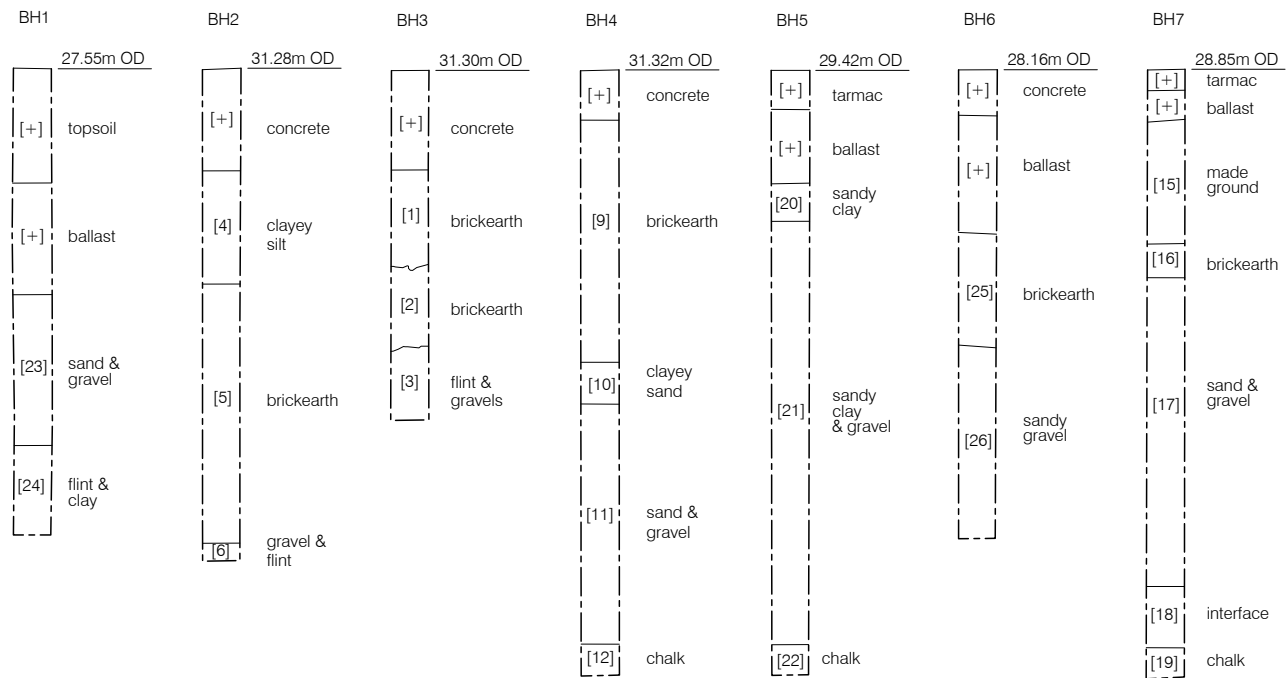 BH1
27.55m OD
[+]
topsoil
[+]
ballast
[23]
sand &
gravel
[24]
flint &
clay
BH2
31.28m OD
[+]
concrete
[4]
clayey
silt
[5]
brickearth
[6]
gravel &
flint
BH3
31.30m OD
[+]
concrete
[1]
brickearth
[2]
brickearth
[3]
flint &
gravels
BH4
31.32m OD
[+]
concrete
[9]
brickearth
[10]
clayey
sand
[11]
sand &
gravel
[12]
chalk
BH5
29.42m OD
[+]
tarmac
[+]
ballast
[20]
sandy
clay
[21]
sandy
clay
& gravel
[22]
chalk
BH6
28.16m OD
[+]
concrete
[+]
ballast
[25]
brickearth
[26]
sandy
gravel
BH7
28.85m OD
[+]
tarmac
[+]
ballast
[15]
made
ground
[16]
brickearth
[17]
sand &
gravel
[18]
interface
[19]
chalk